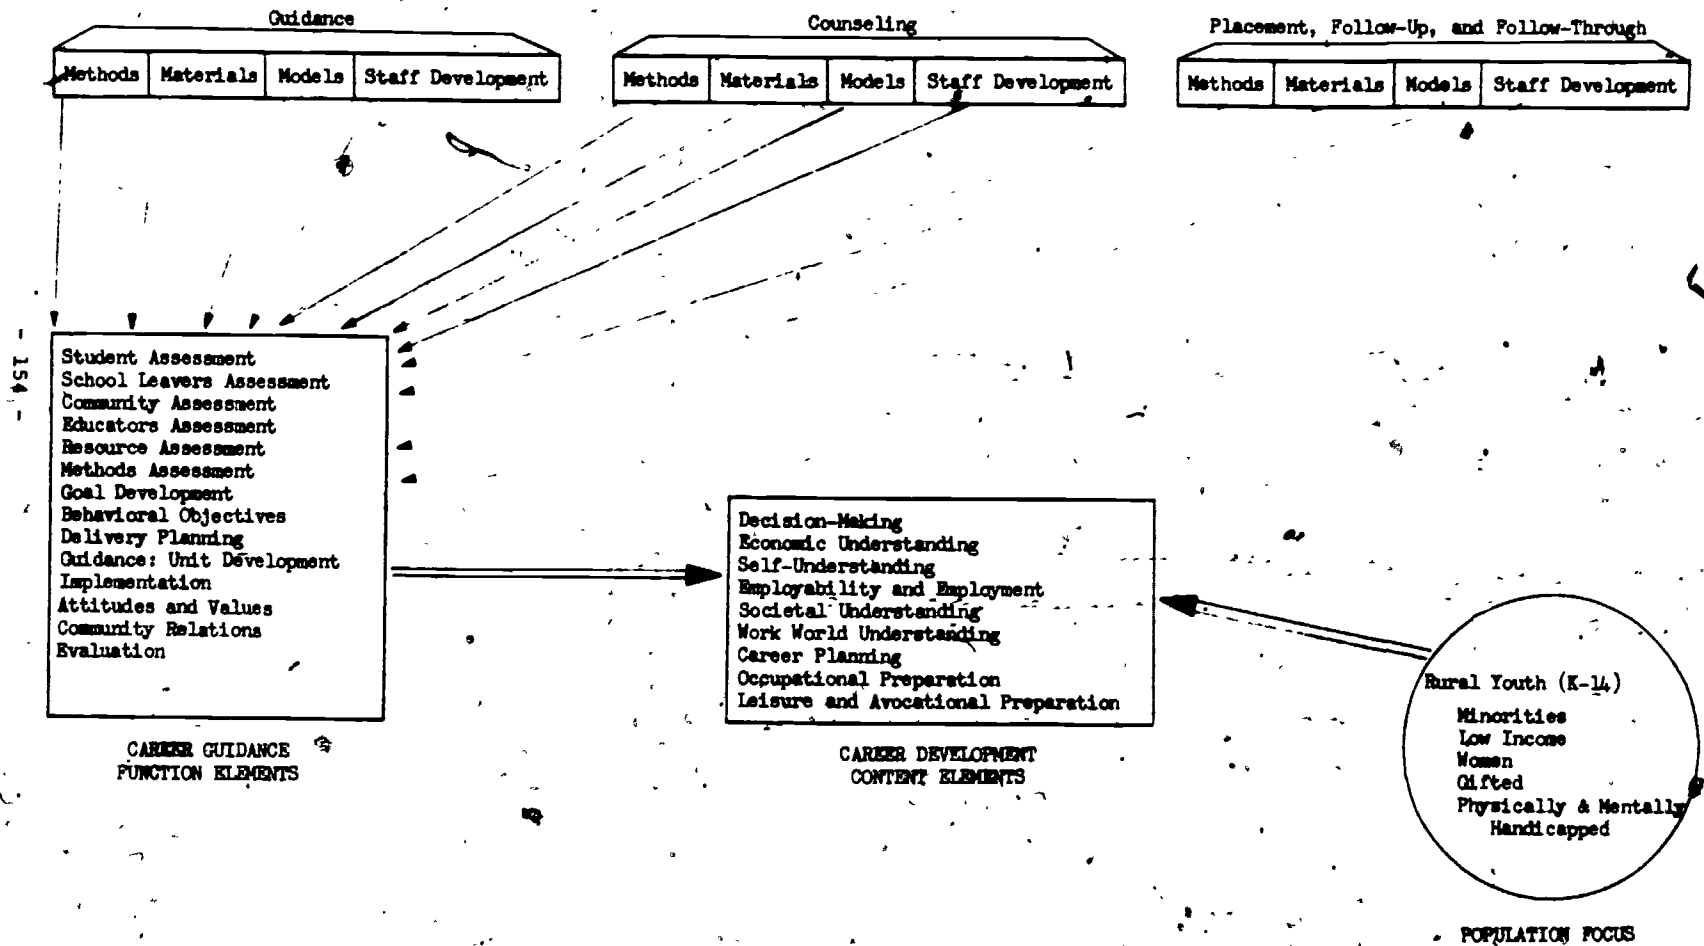 Guidance
Methods Materials Models Staff Development
Counseling
Methods Materials Models Staff Development
Placement, Follow-Up, and Follow-Through
Methods Materials Models Staff Development
- 154 -
Student Assessment
School Leavers Assessment
Community Assessment
Educators Assessment
Resource Assessment
Methods Assessment
Goal Development
Behavioral Objectives
Delivery Planning
Guidance: Unit Development
Implementation
Attitudes and Values
Community Relations
Evaluation
CAREER GUIDANCE
FUNCTION ELEMENTS
Decision-Making
Economic Understanding
Self-Understanding
Employability and Employment
Societal Understanding
Work World Understanding
Career Planning
Occupational Preparation
Leisure and Avocational Preparation
CAREER DEVELOPMENT
CONTENT ELEMENTS
Rural Youth (K-14)
Minorities
Low Income
Women
Gifted
Physically & Mentally
Handicapped
POPULATION FOCUS